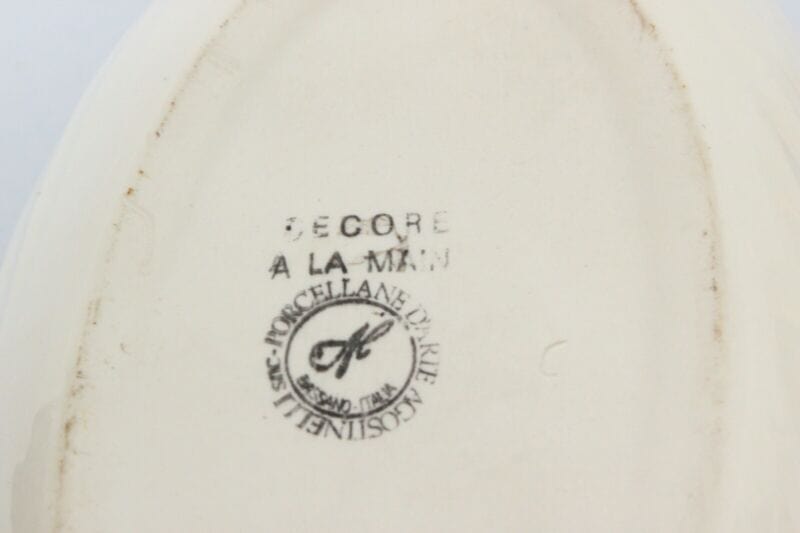 DECORE
A LA MAIN
PORCELLANE D'ARTE AGOSTINELLI snc -
BASSANO - ITALIA